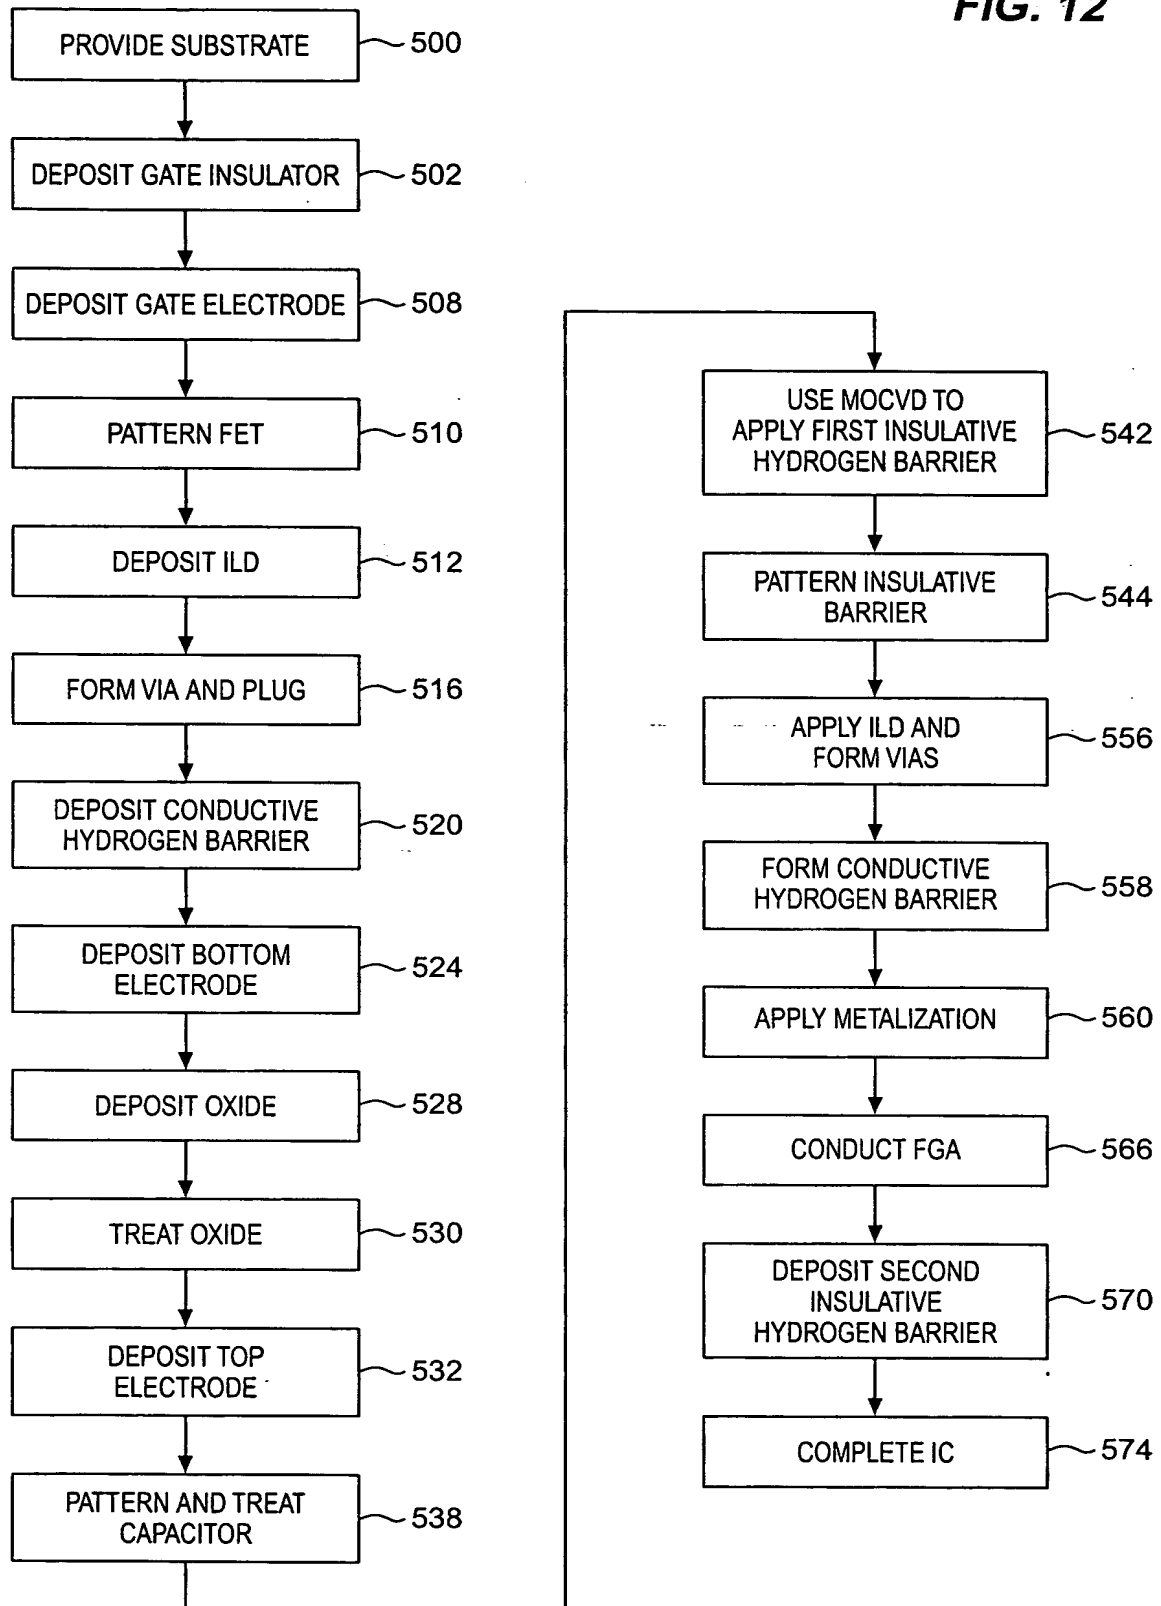 FIG. 12
PROVIDE SUBSTRATE
500
DEPOSIT GATE INSULATOR
502
DEPOSIT GATE ELECTRODE
508
PATTERN FET
510
DEPOSIT ILD
512
FORM VIA AND PLUG
516
DEPOSIT CONDUCTIVE
HYDROGEN BARRIER
520
DEPOSIT BOTTOM
ELECTRODE
524
DEPOSIT OXIDE
528
TREAT OXIDE
530
DEPOSIT TOP
ELECTRODE
532
PATTERN AND TREAT
CAPACITOR
538
USE MOCVD TO
APPLY FIRST INSULATIVE
HYDROGEN BARRIER
542
PATTERN INSULATIVE
BARRIER
544
APPLY ILD AND
FORM VIAS
556
FORM CONDUCTIVE
HYDROGEN BARRIER
558
APPLY METALIZATION
560
CONDUCT FGA
566
DEPOSIT SECOND
INSULATIVE
HYDROGEN BARRIER
570
COMPLETE IC
574